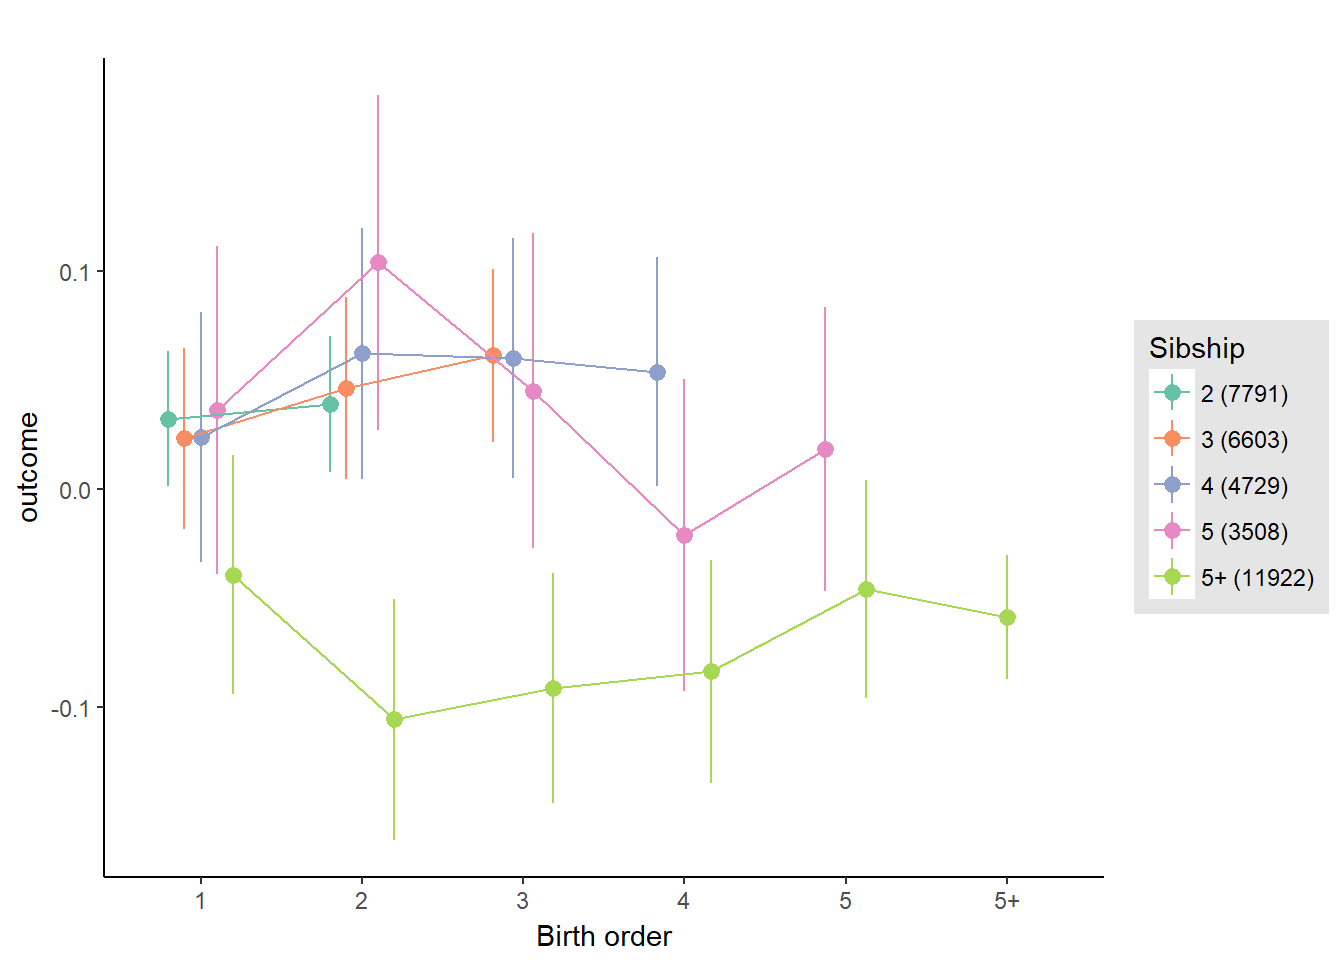 outcome
0.1
0.0
-0.1
1 2 3 4 5 5+
Birth order
Sibship
2 (7791)
3 (6603)
4 (4729)
5 (3508)
5+ (11922)